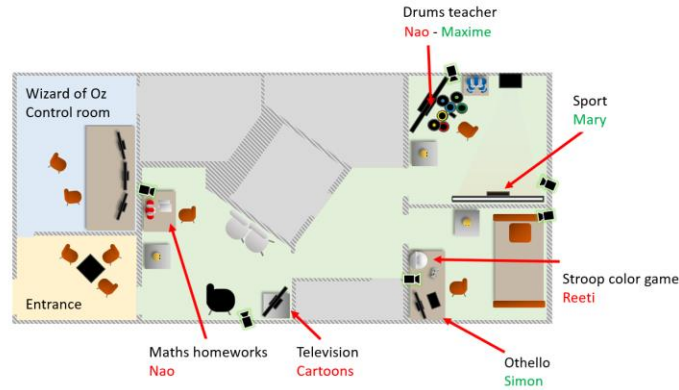 Drums teacher
Nao - Maxime
Wizard of Oz
Control room
Sport
Mary
Entrance
Stroop color game
Reeti
Maths homeworks
Nao
Television
Cartoons
Othello
Simon